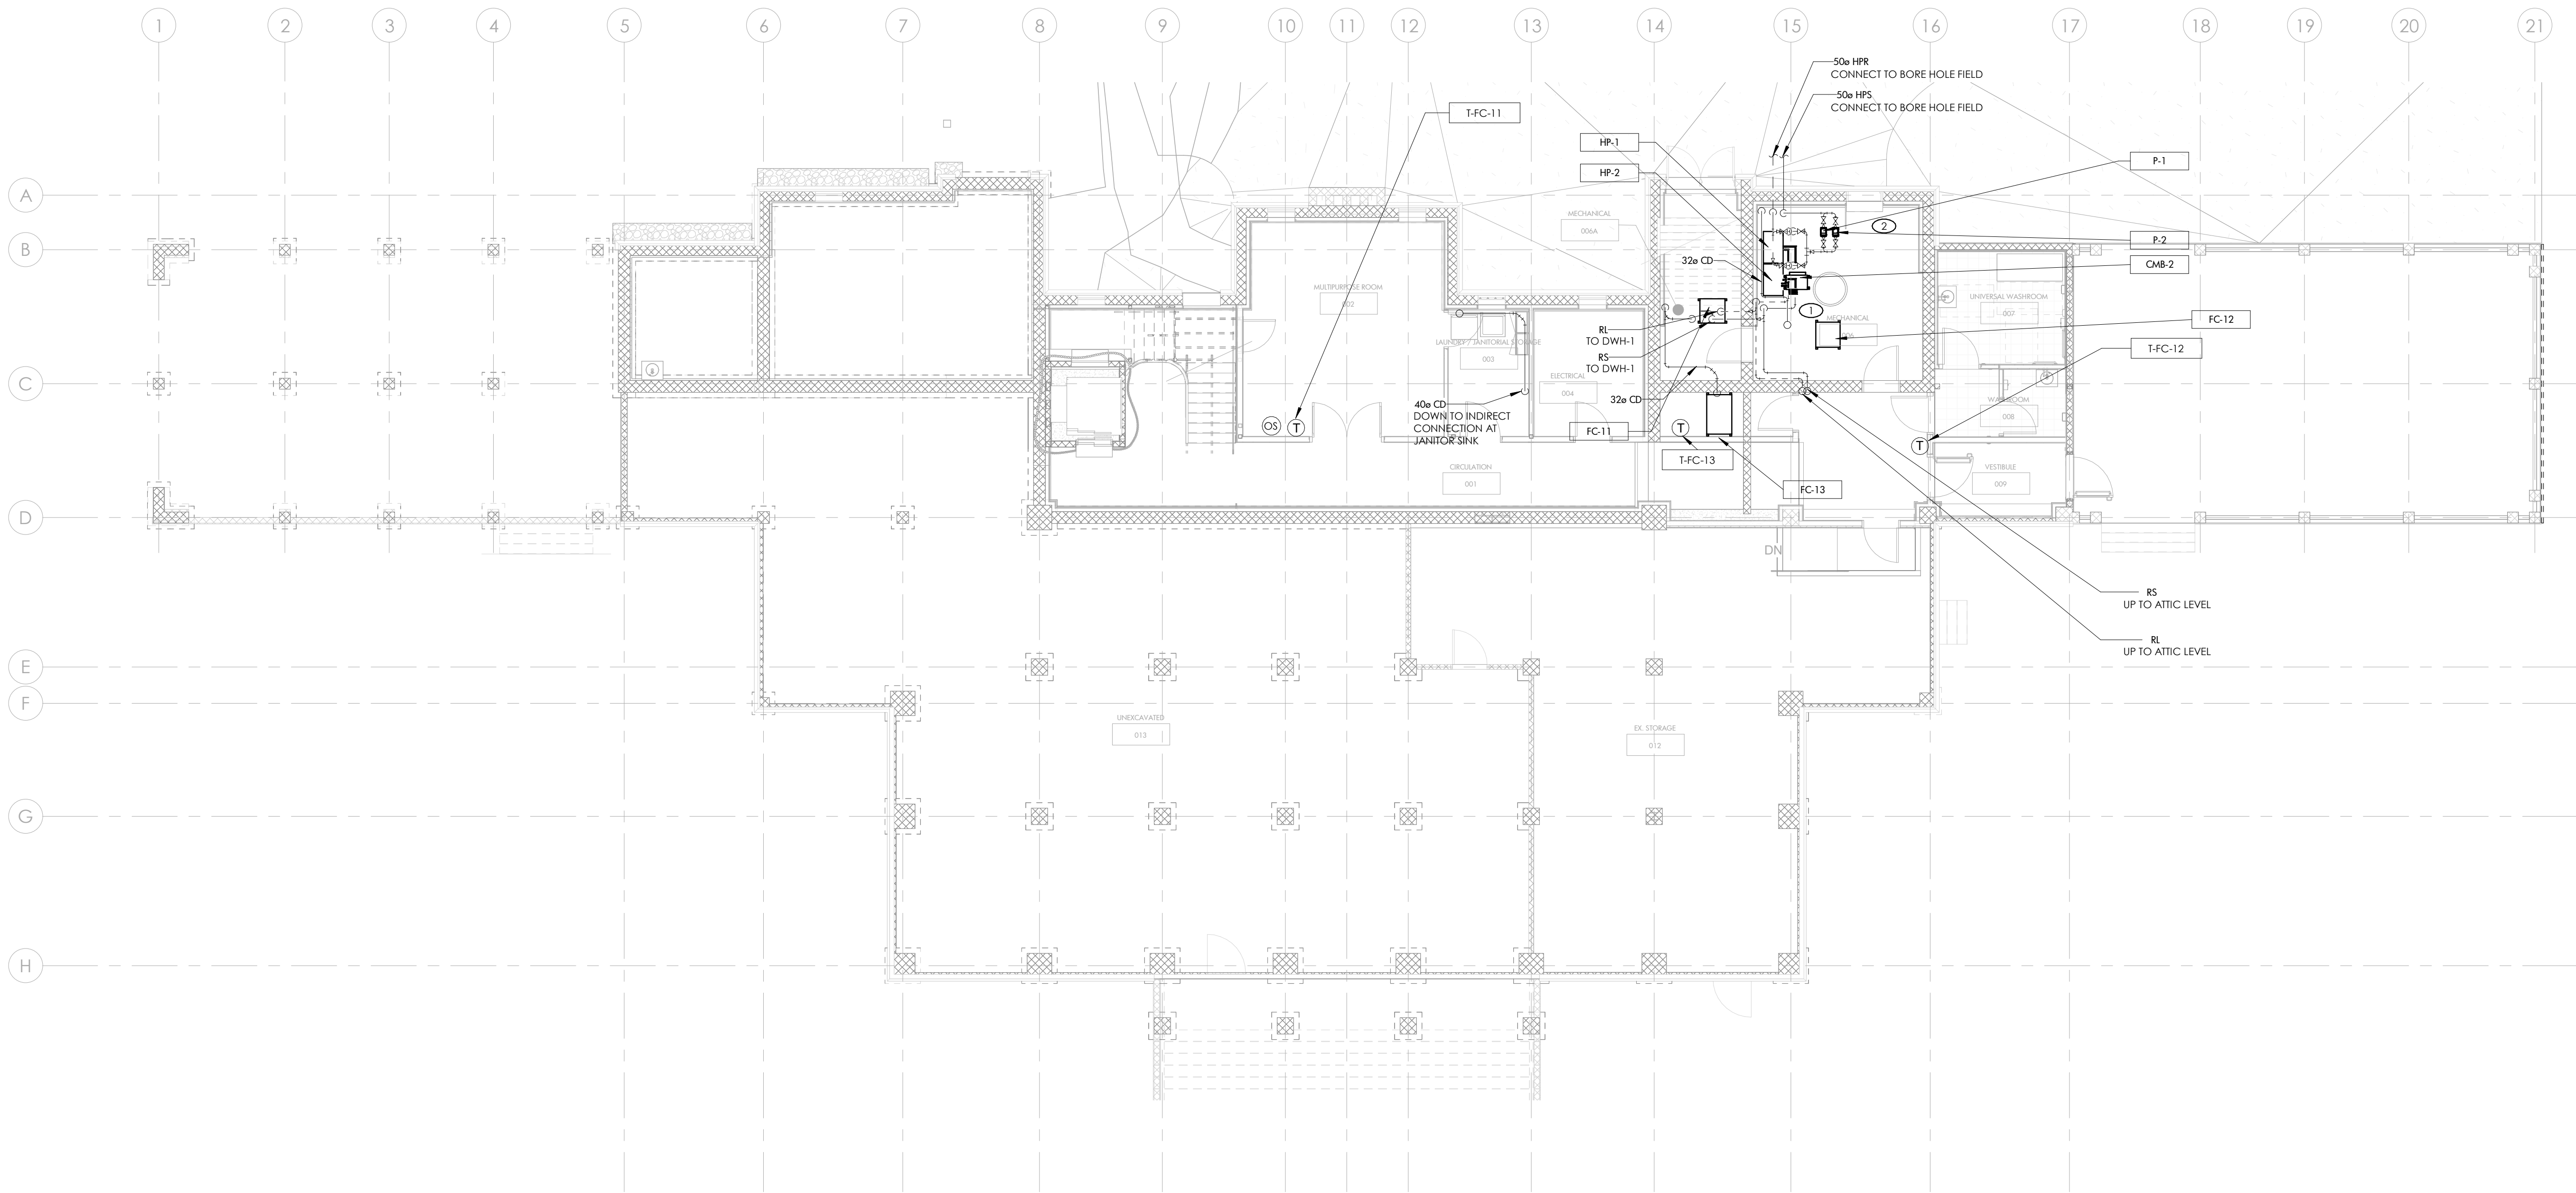 1 2 3 4 5 6 7 8 9 10 11 12 13 14 15 16 17 18 19 20 21
50ø HPR
CONNECT TO BORE HOLE FIELD
50ø HPS
CONNECT TO BORE HOLE FIELD
T-FC-11
HP-1
P-1
HP-2
A
MECHANICAL
006A
2
P-2
B
32ø CD
CMB-2
MULTIPURPOSE ROOM
002
UNIVERSAL WASHROOM
007
1
MECHANICAL
006
FC-12
RL
TO DWH-1
LAUNDRY / JANITORIAL STORAGE
003
T-FC-12
RS
TO DWH-1
C
ELECTRICAL
004
WASHROOM
008
32ø CD
40ø CD
DOWN TO INDIRECT
CONNECTION AT
JANITOR SINK
OS
T
FC-11
T
T
T-FC-13
CIRCULATION
001
VESTIBULE
009
FC-13
D
DN
RS
UP TO ATTIC LEVEL
RL
UP TO ATTIC LEVEL
E
F
UNEXCAVATED
013
EX. STORAGE
012
G
H